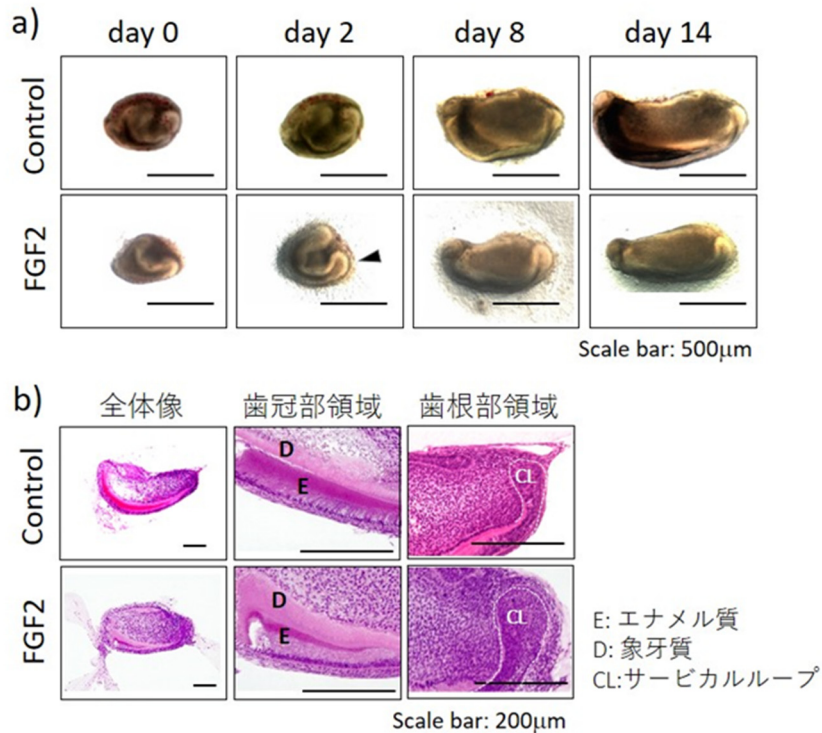 a)
day 0 day 2 day 8 day 14
Control
FGF2
Scale bar: 500μm
b)
全体像 歯冠部領域 歯根部領域
Control
D
E
CL
FGF2
D
E
CL
E: エナメル質
D: 象牙質
CL:サービカルループ
Scale bar: 200μm